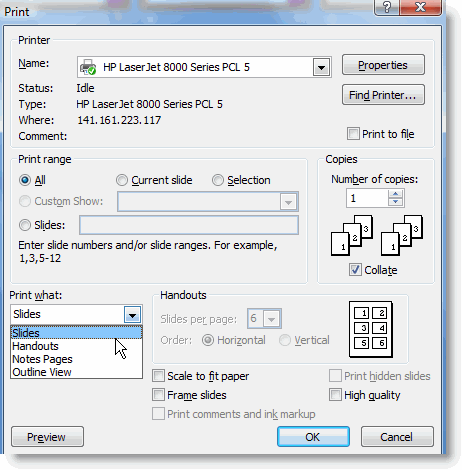 Print
Printer
Name: HP LaserJet 8000 Series PCL 5 Properties
Status: Idle
Type: HP LaserJet 8000 Series PCL 5 Find Printer...
Where: 141.161.223.117
Comment: Print to file
Print range Copies
All Current slide Selection Number of copies:
Custom Show: 1
Slides:
Enter slide numbers and/or slide ranges. For example,
1,3,5-12
1 2 3 1 2 3
Collate
Print what: Handouts
Slides Slides per page: 6
Slides Order: Horizontal Vertical
Handouts
Notes Pages
Outline View
1 2
3 4
5 6
Scale to fit paper Print hidden slides
Frame slides High quality
Print comments and ink markup
Preview OK Cancel